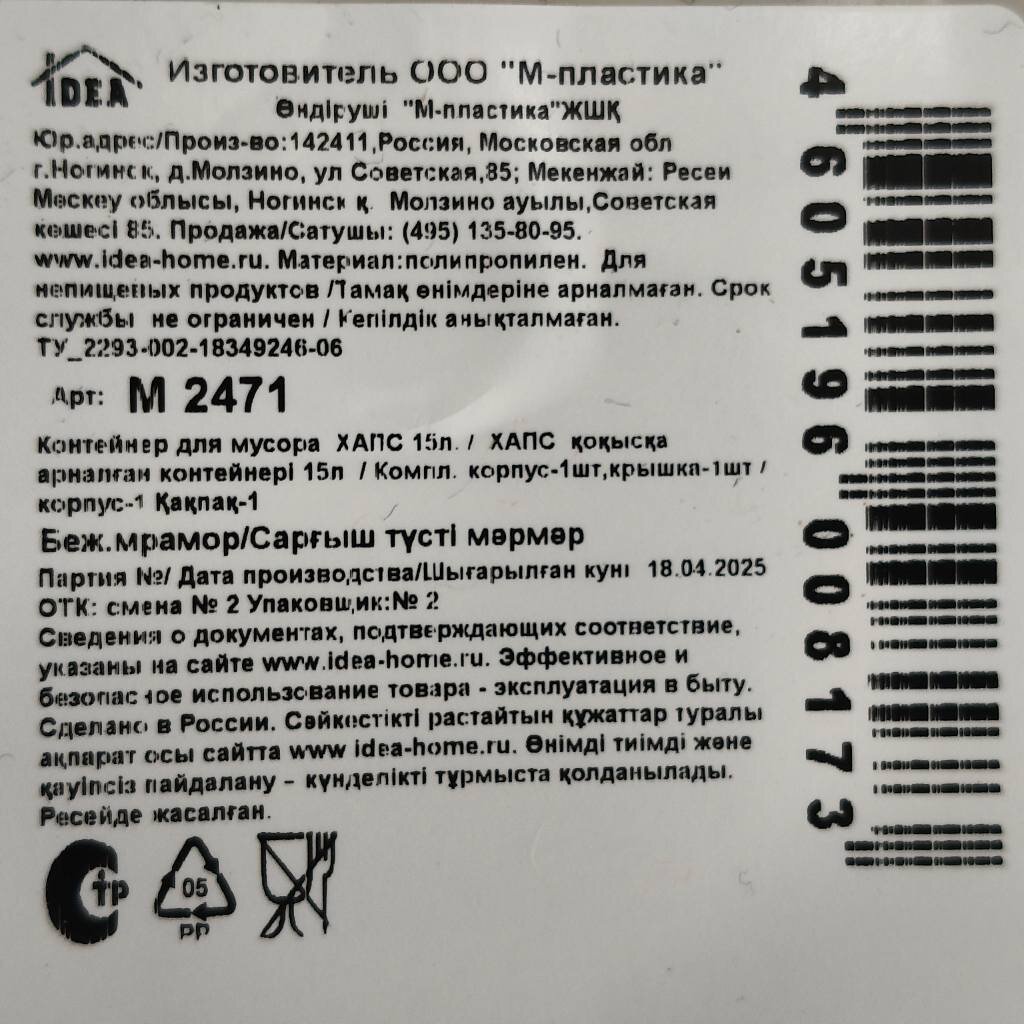 IDEA
Изготовитель ООО "М-пластика"
Өндіруші "М-пластика"ЖШҚ
Юр.адрес/Произ-во:142411,Россия, Московская обл
г.Ногинск, д.Молзино, ул Советская,85; Мекенжай: Ресей
Мәскеу облысы, Ногинск қ. Молзино ауылы,Советская
көшесі 85. Продажа/Сатушы: (495) 135-80-95.
www.idea-home.ru. Материал:полипропилен. Для
непищевых продуктов /Тамақ өнімдеріне арналмаған. Срок
службы не ограничен / Кепілдік анықталмаған.
ТУ_2293-002-18349246-06
Арт: М 2471
Контейнер для мусора ХАПС 15л. / ХАПС қоқысқа
арналған контейнері 15л / Компл. корпус-1шт,крышка-1шт /
корпус-1 Қақпақ-1
Беж.мрамор/Сарғыш түсті мәрмәр
Партия №/ Дата производства/Шығарылған күні 18.04.2025
ОТК: смена № 2 Упаковщик:№ 2
Сведения о документах, подтверждающих соответствие,
указаны на сайте www.idea-home.ru. Эффективное и
безопасное использование товара - эксплуатация в быту.
Сделано в России. Сәйкестікті растайтын құжаттар туралы
ақпарат осы сайтта www idea-home.ru. Өнімді тиімді және
қауіпсіз пайдалану - күнделікті тұрмыста қолданылады.
Ресейде жасалған.
СТР
05
PP
4605196008173